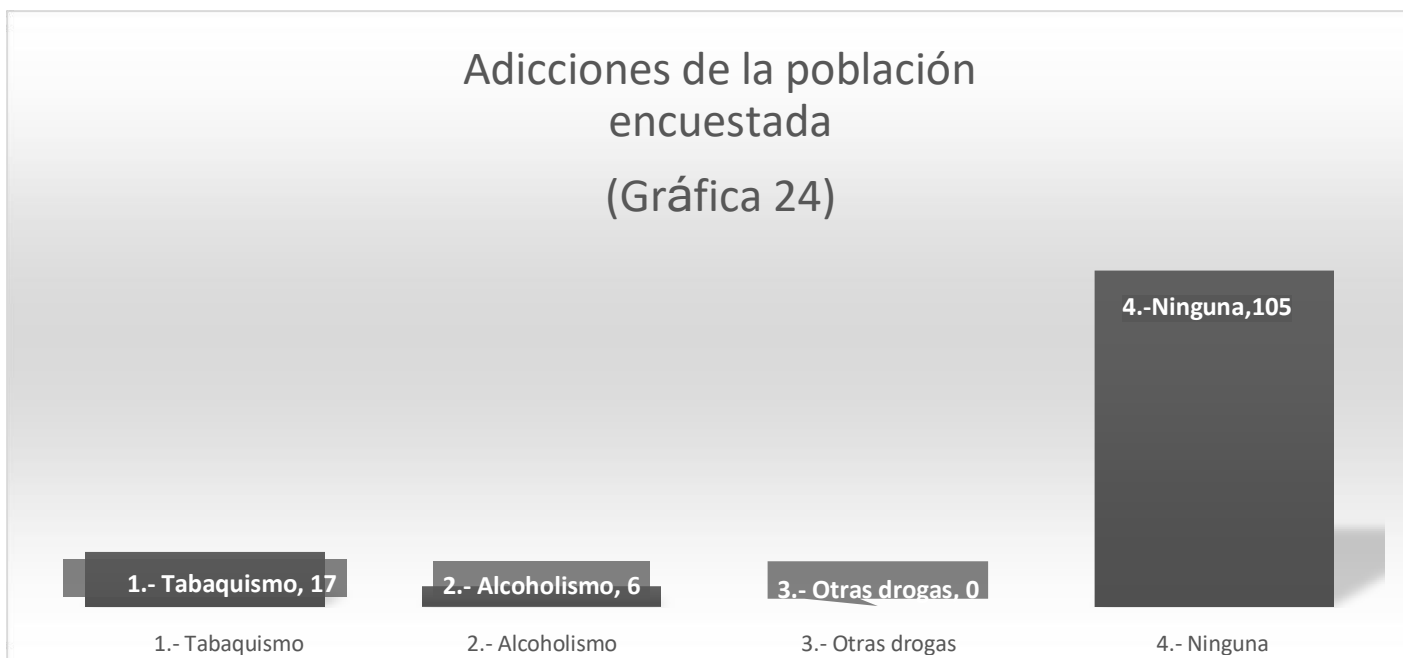 Adicciones de la población
encuestada
(Gráfica 24)
4.-Ninguna,105
1.- Tabaquismo, 17
2.- Alcoholismo, 6
3.- Otras drogas, 0
1.- Tabaquismo
2.- Alcoholismo
3.- Otras drogas
4.- Ninguna